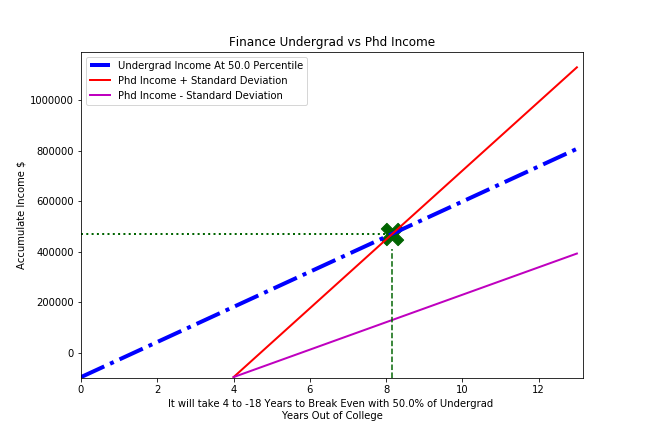 Finance Undergrad vs Phd Income
Undergrad Income At 50.0 Percentile
Phd Income + Standard Deviation
Phd Income - Standard Deviation
Accumulate Income $
1000000
800000
600000
400000
200000
0
0 2 4 6 8 10 12
It will take 4 to -18 Years to Break Even with 50.0% of Undergrad
Years Out of College